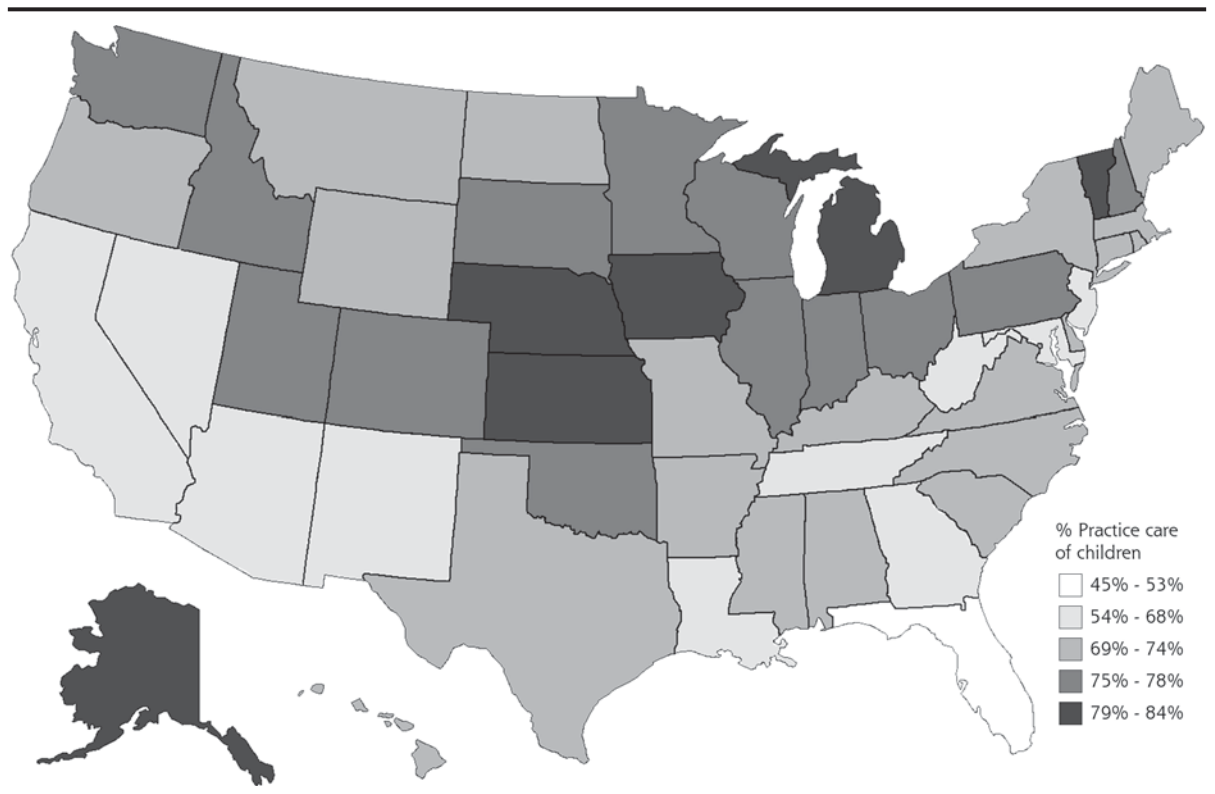 % Practice care
of children
45% - 53%
54% - 68%
69% - 74%
75% - 78%
79% - 84%